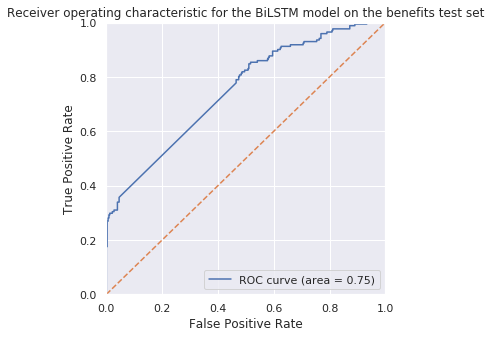 Receiver operating characteristic for the BiLSTM model on the benefits test set
1.0
0.8
0.6
0.4
0.2
0.0
True Positive Rate
ROC curve (area = 0.75)
0.0 0.2 0.4 0.6 0.8 1.0
False Positive Rate